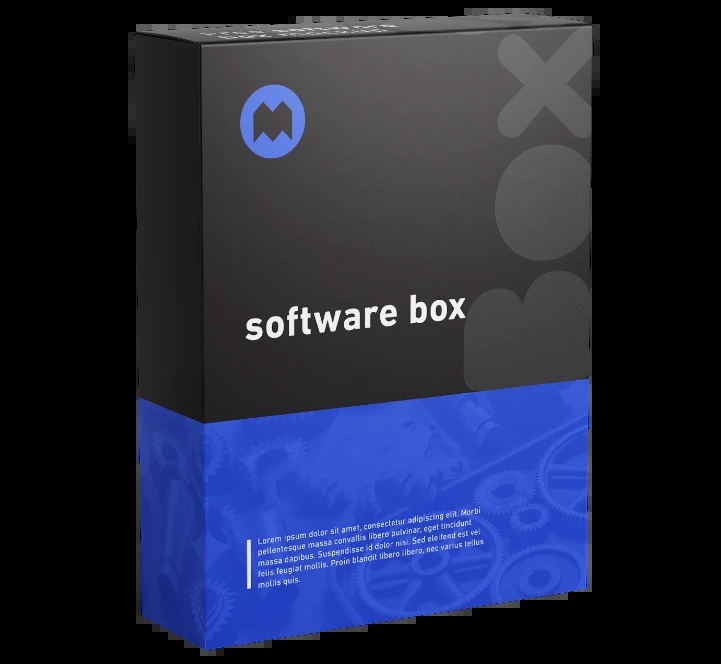 BOX
software box
Lorem ipsum dolor sit amet, consectetur adipiscing elit. Morbi
pellentesque massa convallis libero pulvinar, eget tincidunt
massa dapibus. Suspendisse id dolor nisi. Sed eleifend est vel
felis feugiat mollis. Proin blandit libero libero, nec varius tellus
mollis quis.